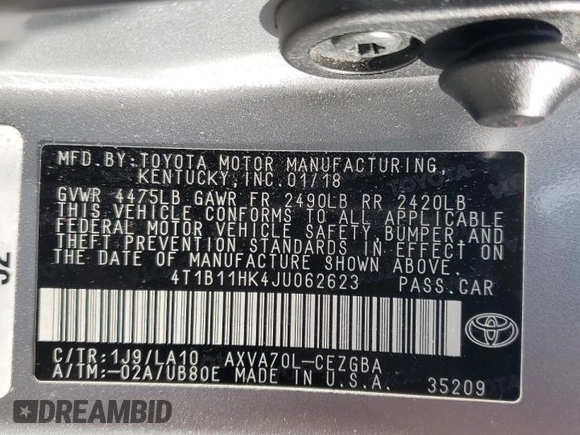 MFD. BY: TOYOTA MOTOR MANUFACTURING,
KENTUCKY, INC. 01/18
GVWR 4475LB GAWR FR 2490LB RR 2420LB
THIS VEHICLE CONFORMS TO ALL APPLICABLE
FEDERAL MOTOR VEHICLE SAFETY, BUMPER AND
THEFT PREVENTION STANDARDS IN EFFECT ON
THE DATE OF MANUFACTURE SHOWN ABOVE.
4T1B11HK4JU062623 PASS. CAR
C/TR: 1J9/LA10 AXVA70L-CEZGBA
A/TM: -02A/UB80E MADE IN U.S.A. 35209
DREAMBID